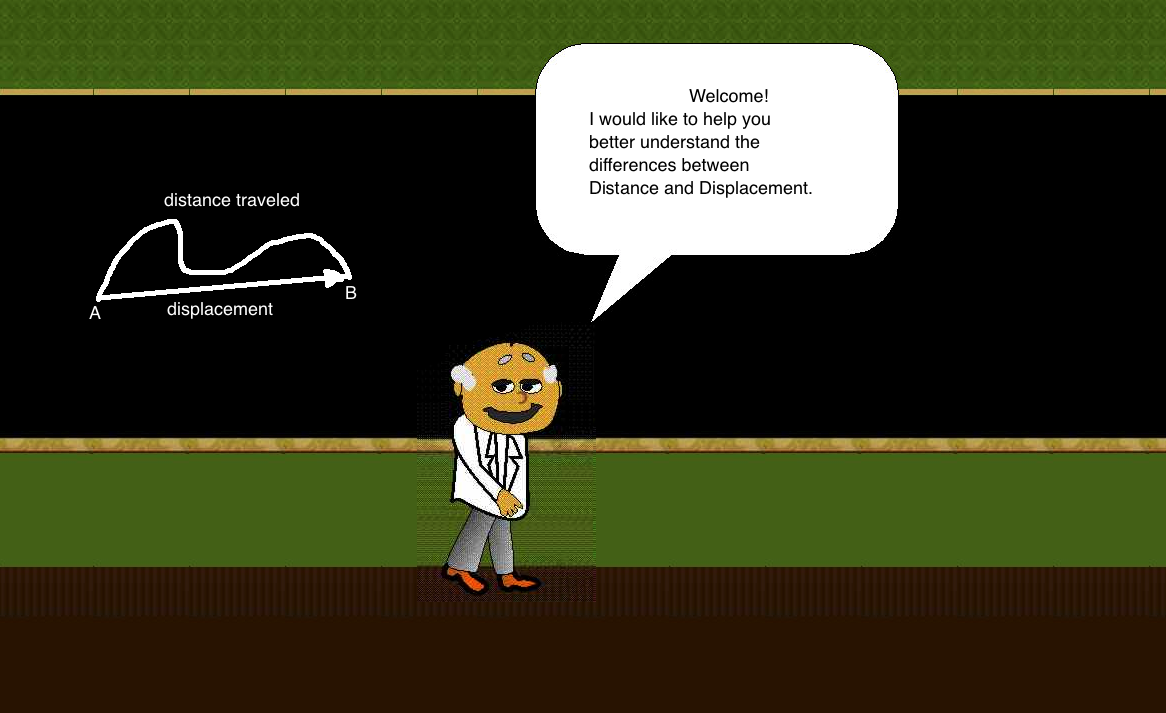 Welcome!
I would like to help you
better understand the
differences between
Distance and Displacement.
distance traveled
B
displacement
A